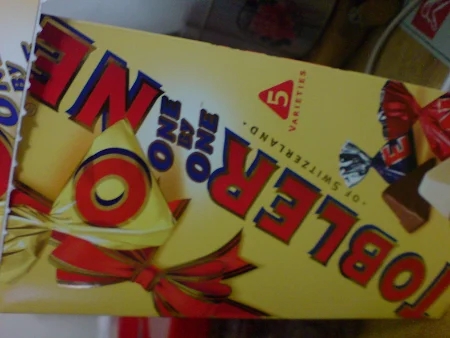 TOBLERONE
OF SWITZERLAND
ONE
BY
ONE
5
VARIETIES